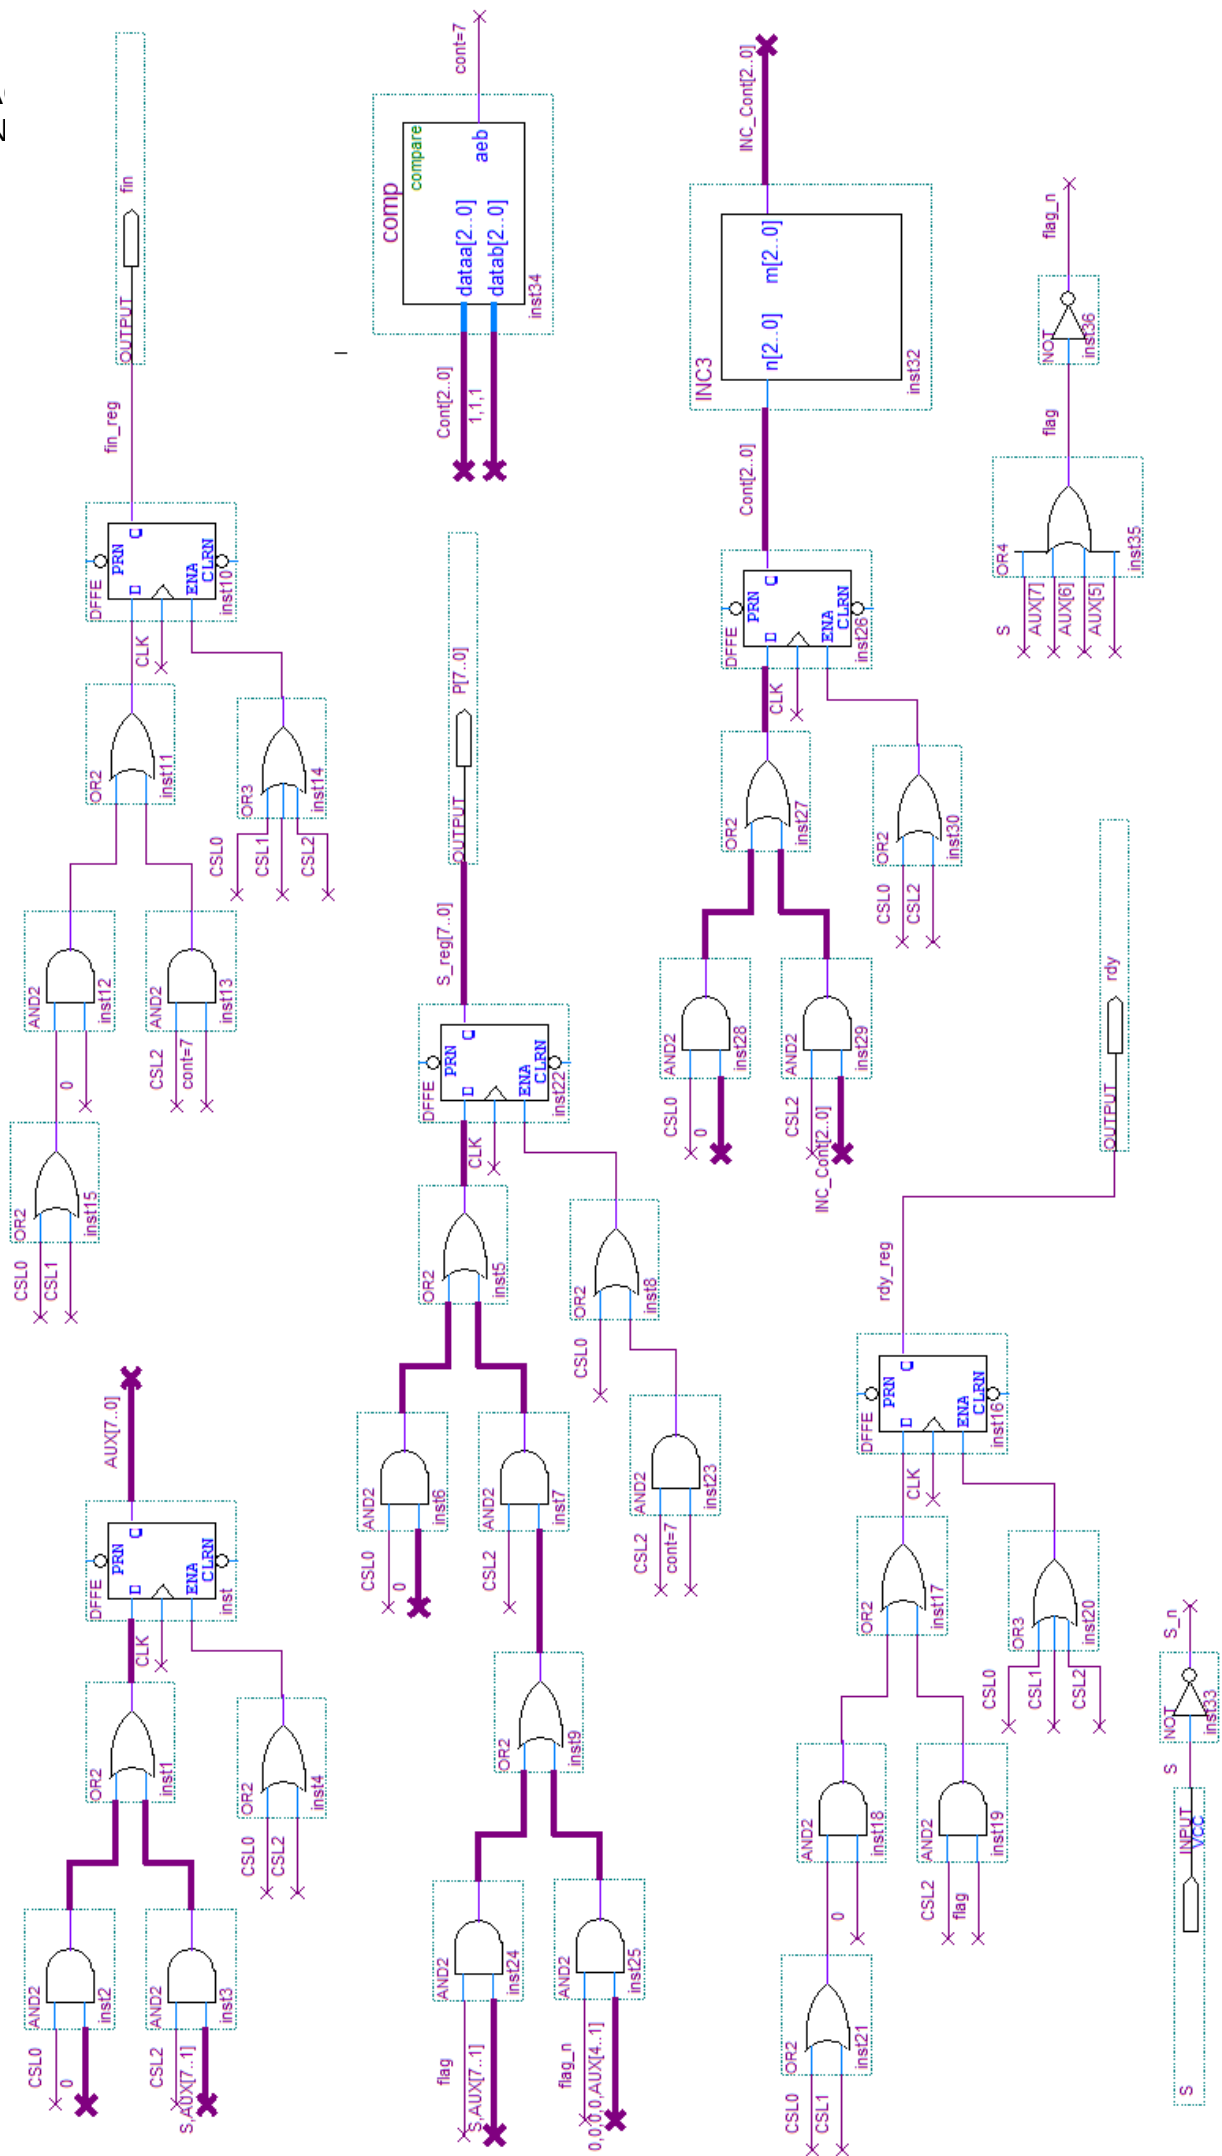 CSL0
0
AND2
inst2
CSL2
S,AUX[7..1]
AND2
inst3
OR2
inst1
CSL0
CSL2
OR2
inst4
CLK
DFFE
PRN
D
Q
ENA
CLRN
inst
AUX[7..0]
CSL0
CSL1
OR2
inst15
0
AND2
inst12
CSL2
cont=7
AND2
inst13
OR2
inst11
CSL0
CSL1
CSL2
OR3
inst14
CLK
DFFE
PRN
D
Q
ENA
CLRN
inst10
fin_reg
OUTPUT
fin
flag
S,AUX[7..1]
AND2
inst24
flag_n
0,0,0,0,AUX[4..1]
AND2
inst25
OR2
inst9
CSL0
0
AND2
inst6
CSL2
AND2
inst7
OR2
inst5
CSL2
cont=7
AND2
inst23
CSL0
OR2
inst8
CLK
DFFE
PRN
D
Q
ENA
CLRN
inst22
S_reg[7..0]
OUTPUT
P[7..0]
Cont[2..0]
1,1,1
comp
compare
dataa[2..0]
datab[2..0]
aeb
inst34
cont=7
CSL0
0
AND2
inst28
CSL2
INC_Cont[2..0]
AND2
inst29
OR2
inst27
CSL0
CSL2
OR2
inst30
CLK
DFFE
PRN
D
Q
ENA
CLRN
inst26
Cont[2..0]
INC3
n[2..0]
m[2..0]
inst32
INC_Cont[2..0]
CSL0
CSL1
OR2
inst21
0
AND2
inst18
CSL2
flag
AND2
inst19
OR2
inst17
CSL0
CSL1
CSL2
OR3
inst20
CLK
DFFE
PRN
D
Q
ENA
CLRN
inst16
rdy_reg
OUTPUT
rdy
S
AUX[7]
AUX[6]
AUX[5]
OR4
inst35
flag
NOT
inst36
flag_n
S
INPUT
VCC
S
NOT
inst33
S_n